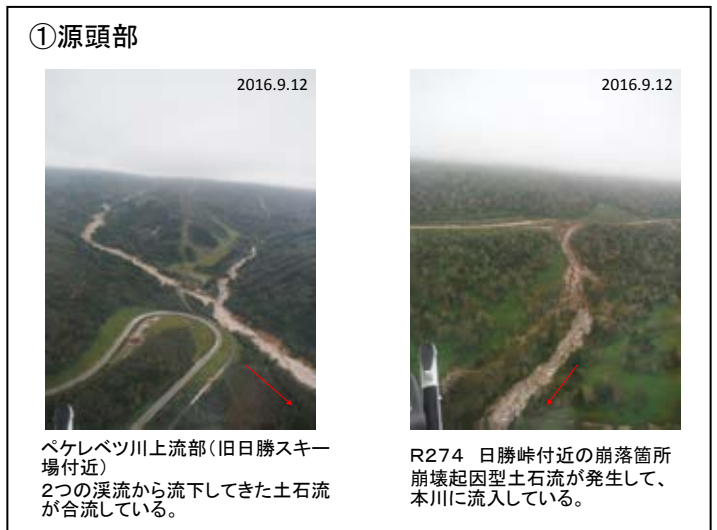 ①源頭部
2016.9.12
2016.9.12
ペケレベツ川上流部(旧日勝スキー
場付近)
2つの渓流から流下してきた土石流
が合流している。
R274 日勝峠付近の崩落箇所
崩壊起因型土石流が発生して、
本川に流入している。